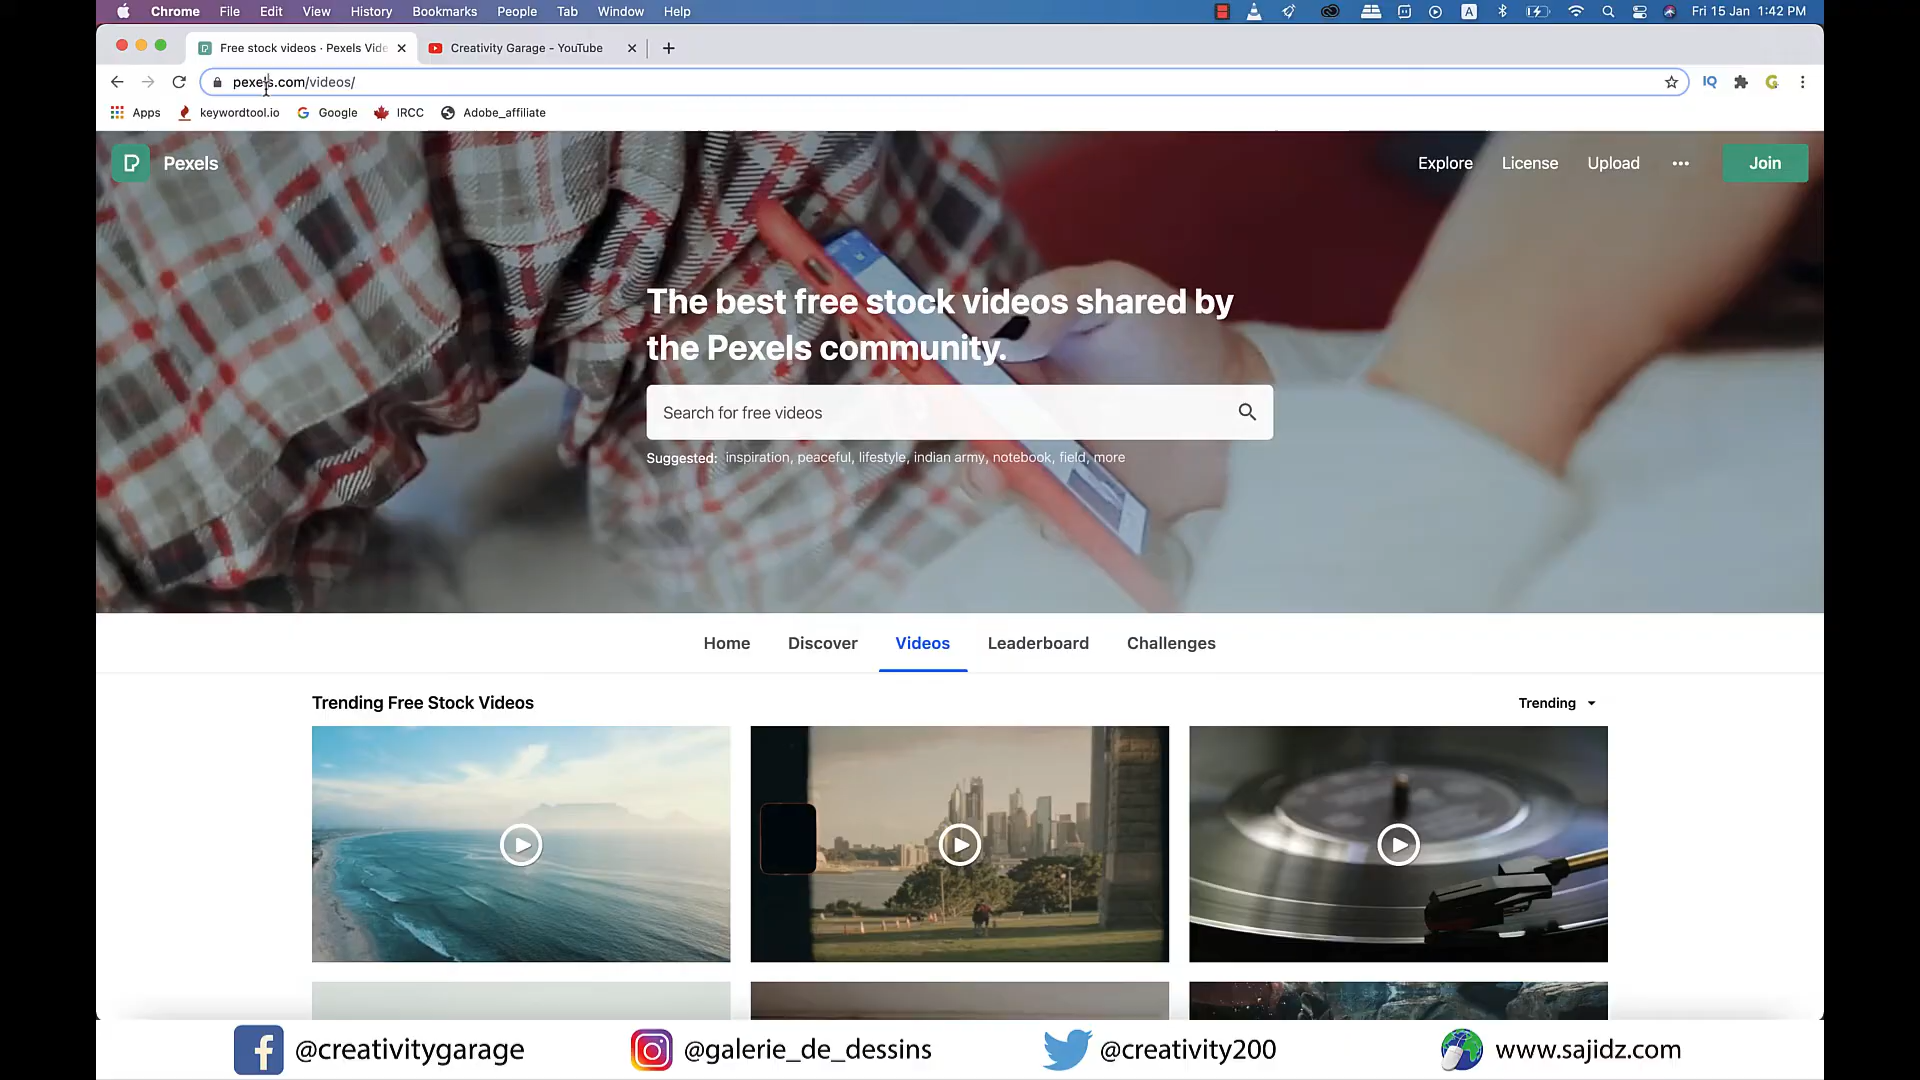 Chrome File Edit View History Bookmarks People Tab Window Help A Fri 15 Jan 1:42 PM
Free stock videos · Pexels Vide Creativity Garage - YouTube
pexels.com/videos/ IQ
Apps keywordtool.io Google IRCC Adobe_affiliate
Pexels Explore License Upload Join
The best free stock videos shared by
the Pexels community.
Search for free videos
Suggested: inspiration, peaceful, lifestyle, indian army, notebook, field, more
Home Discover Videos Leaderboard Challenges
Trending Free Stock Videos Trending
@creativitygarage @galerie_de_dessins @creativity200 www.sajidz.com